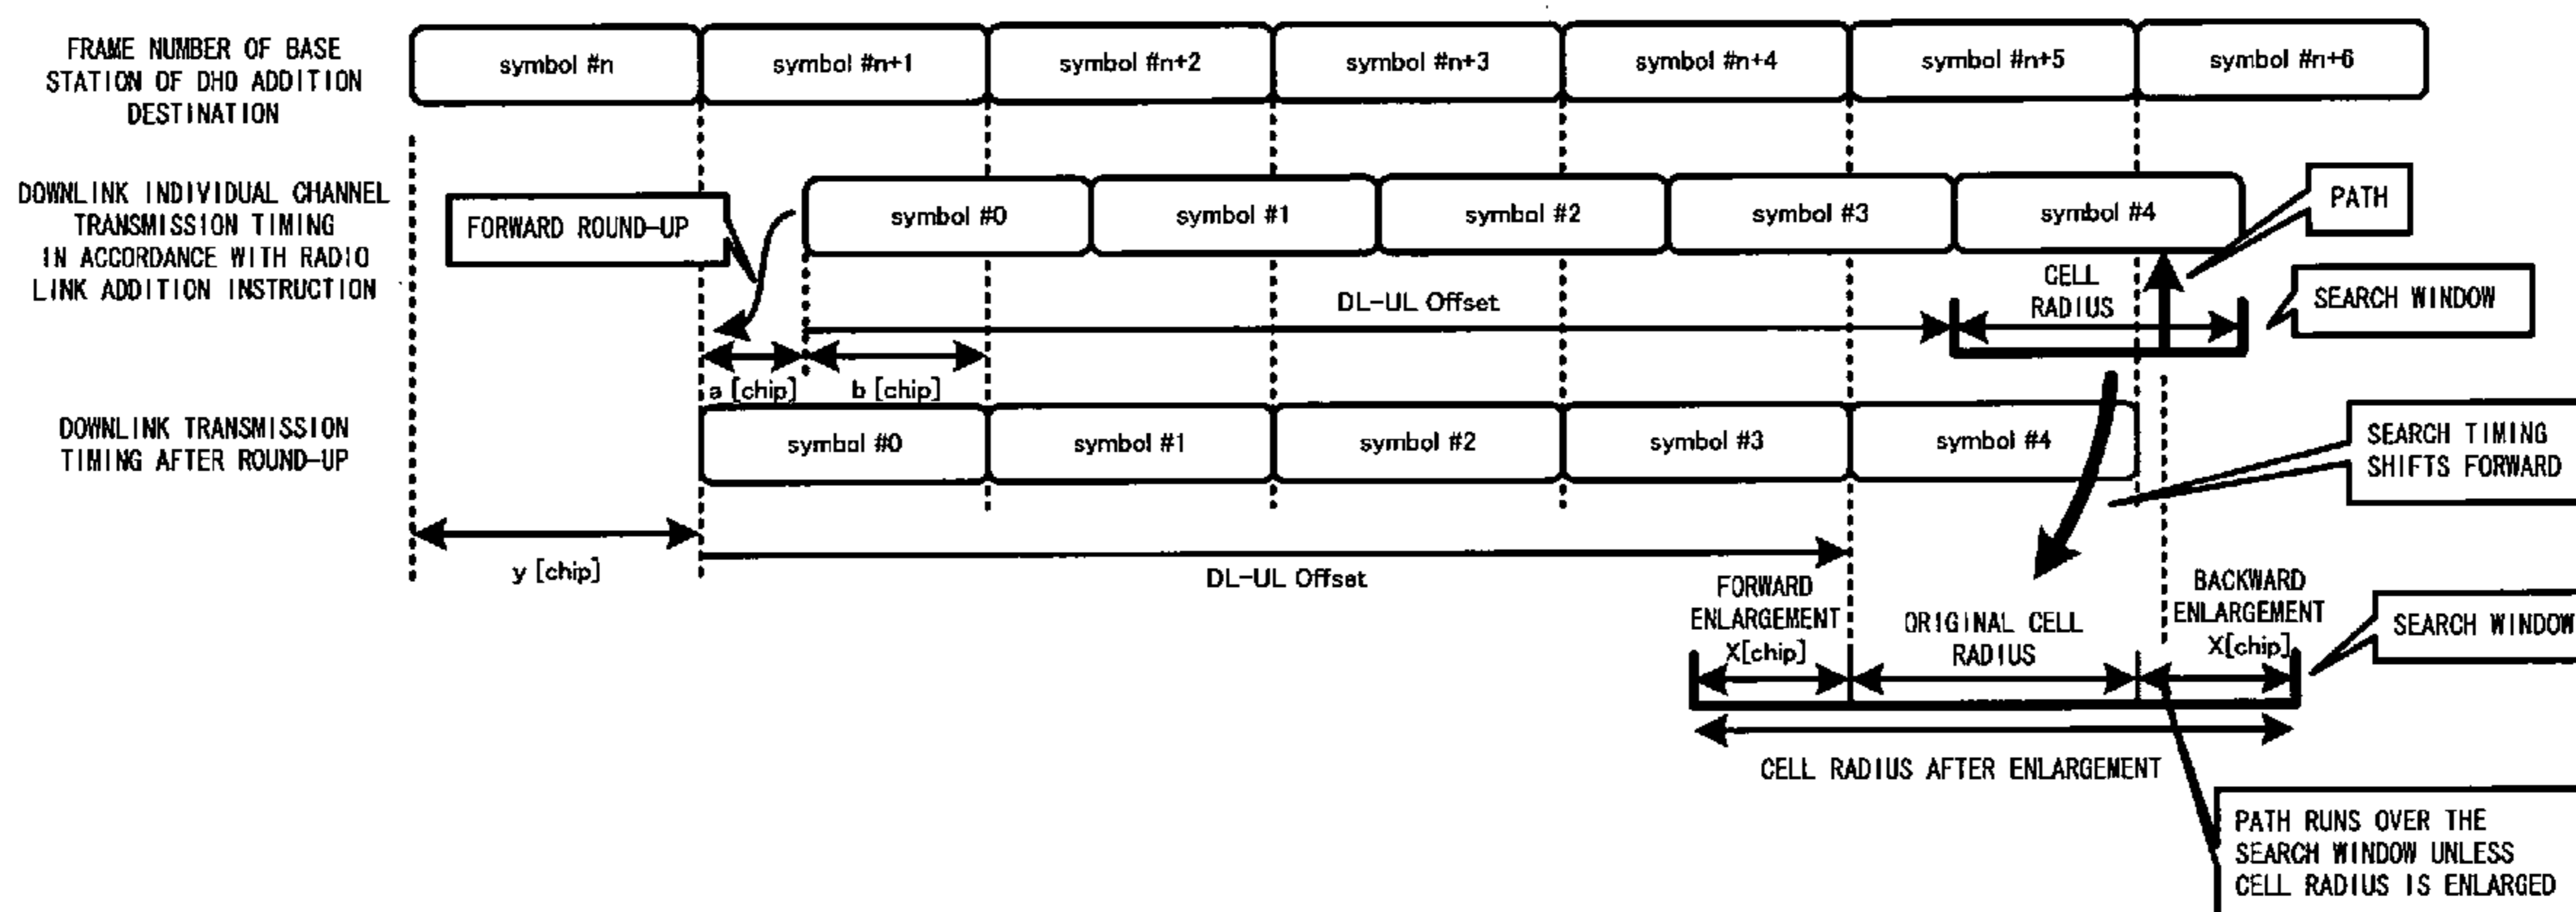 FRAME NUMBER OF BASE
STATION OF DHO ADDITION
DESTINATION
symbol #n
symbol #n+1
symbol #n+2
symbol #n+3
symbol #n+4
symbol #n+5
symbol #n+6
DOWNLINK INDIVIDUAL CHANNEL
TRANSMISSION TIMING
IN ACCORDANCE WITH RADIO
LINK ADDITION INSTRUCTION
FORWARD ROUND-UP
symbol #0
symbol #1
symbol #2
symbol #3
symbol #4
PATH
CELL
RADIUS
SEARCH WINDOW
DL-UL Offset
a [chip]
b [chip]
DOWNLINK TRANSMISSION
TIMING AFTER ROUND-UP
symbol #0
symbol #1
symbol #2
symbol #3
symbol #4
SEARCH TIMING
SHIFTS FORWARD
y [chip]
DL-UL Offset
FORWARD
ENLARGEMENT
X[chip]
ORIGINAL CELL
RADIUS
BACKWARD
ENLARGEMENT
X[chip]
SEARCH WINDOW
CELL RADIUS AFTER ENLARGEMENT
PATH RUNS OVER THE
SEARCH WINDOW UNLESS
CELL RADIUS IS ENLARGED